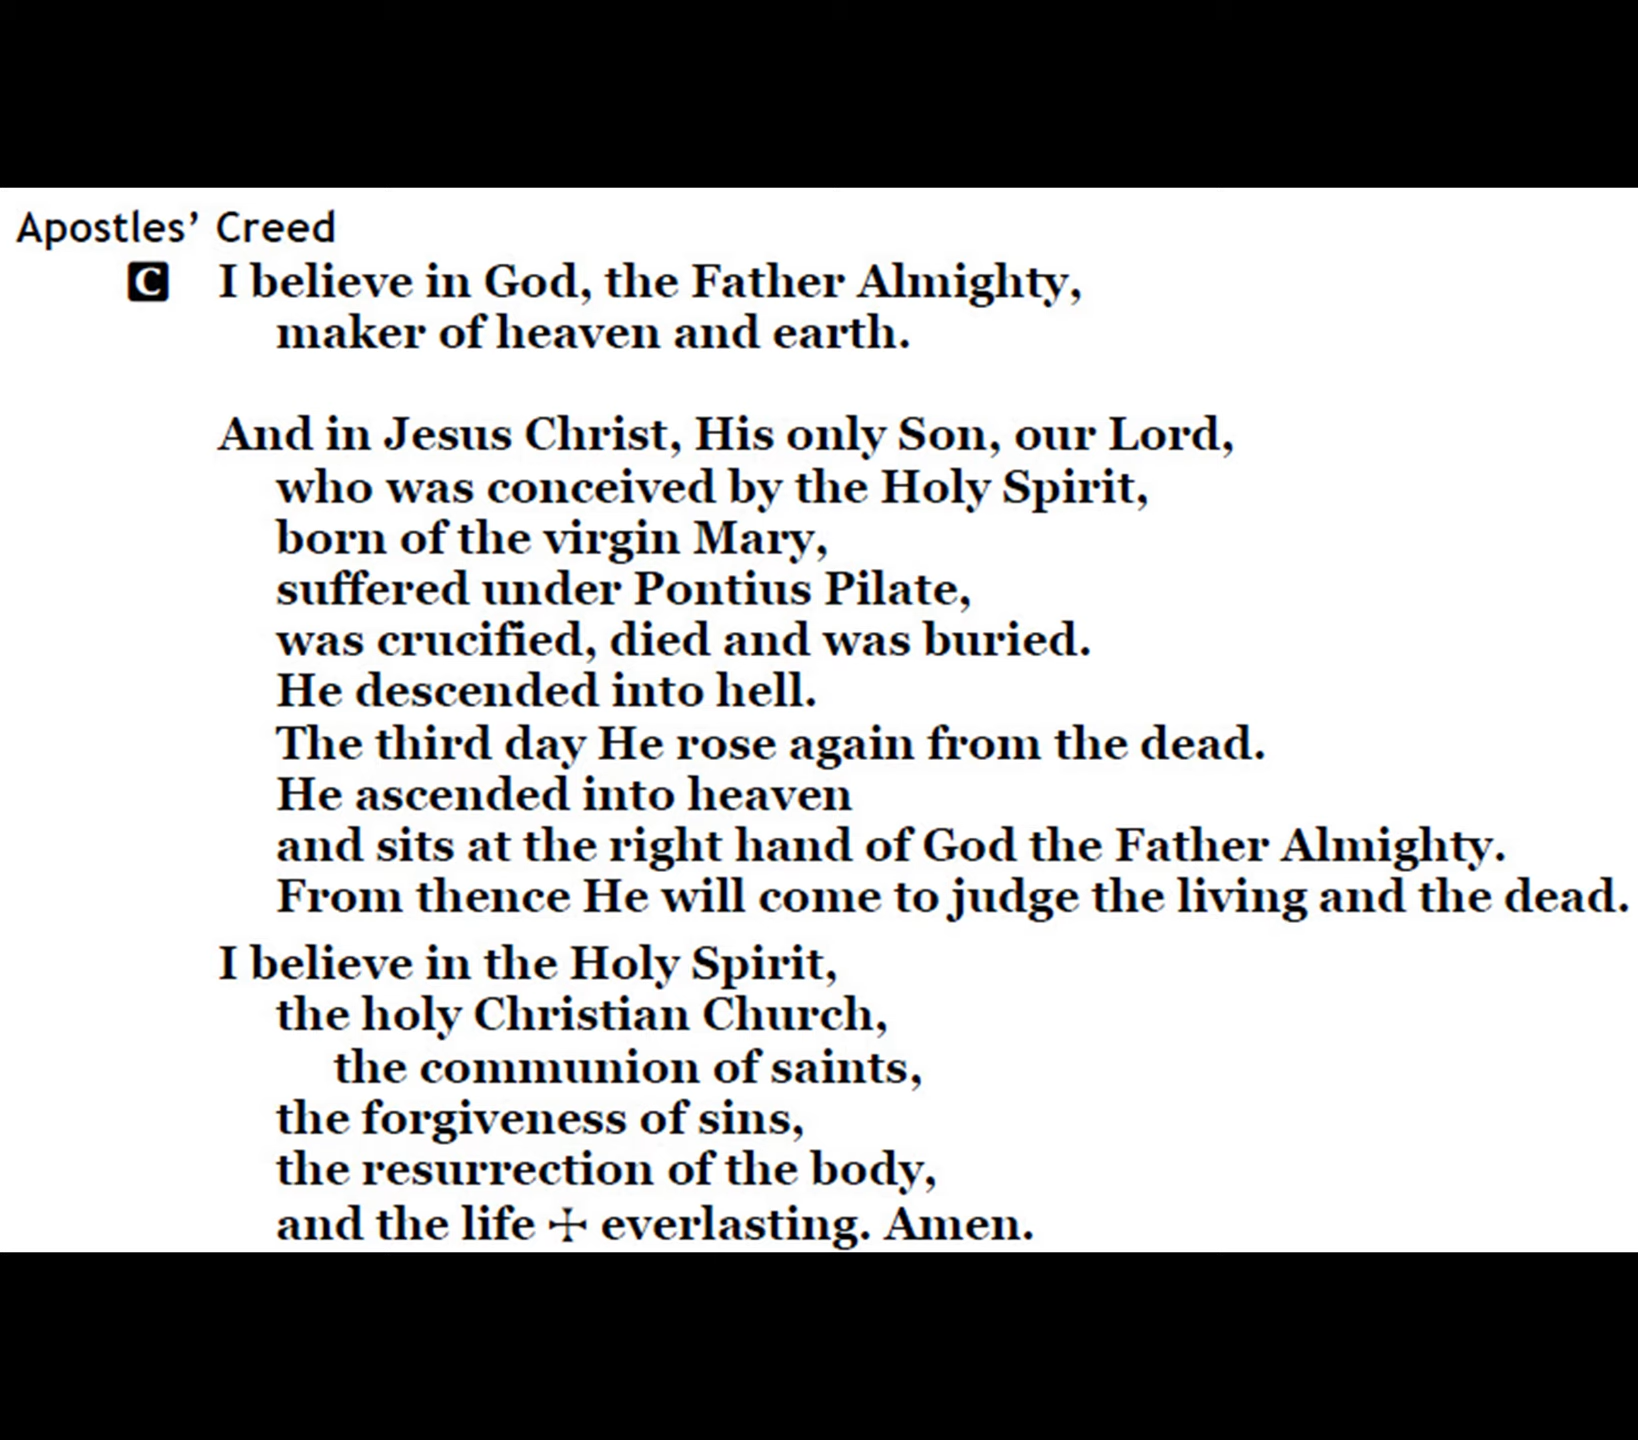 Apostles’ Creed
C I believe in God, the Father Almighty,
maker of heaven and earth.
And in Jesus Christ, His only Son, our Lord,
who was conceived by the Holy Spirit,
born of the virgin Mary,
suffered under Pontius Pilate,
was crucified, died and was buried.
He descended into hell.
The third day He rose again from the dead.
He ascended into heaven
and sits at the right hand of God the Father Almighty.
From thence He will come to judge the living and the dead.
I believe in the Holy Spirit,
the holy Christian Church,
the communion of saints,
the forgiveness of sins,
the resurrection of the body,
and the life ☩ everlasting. Amen.